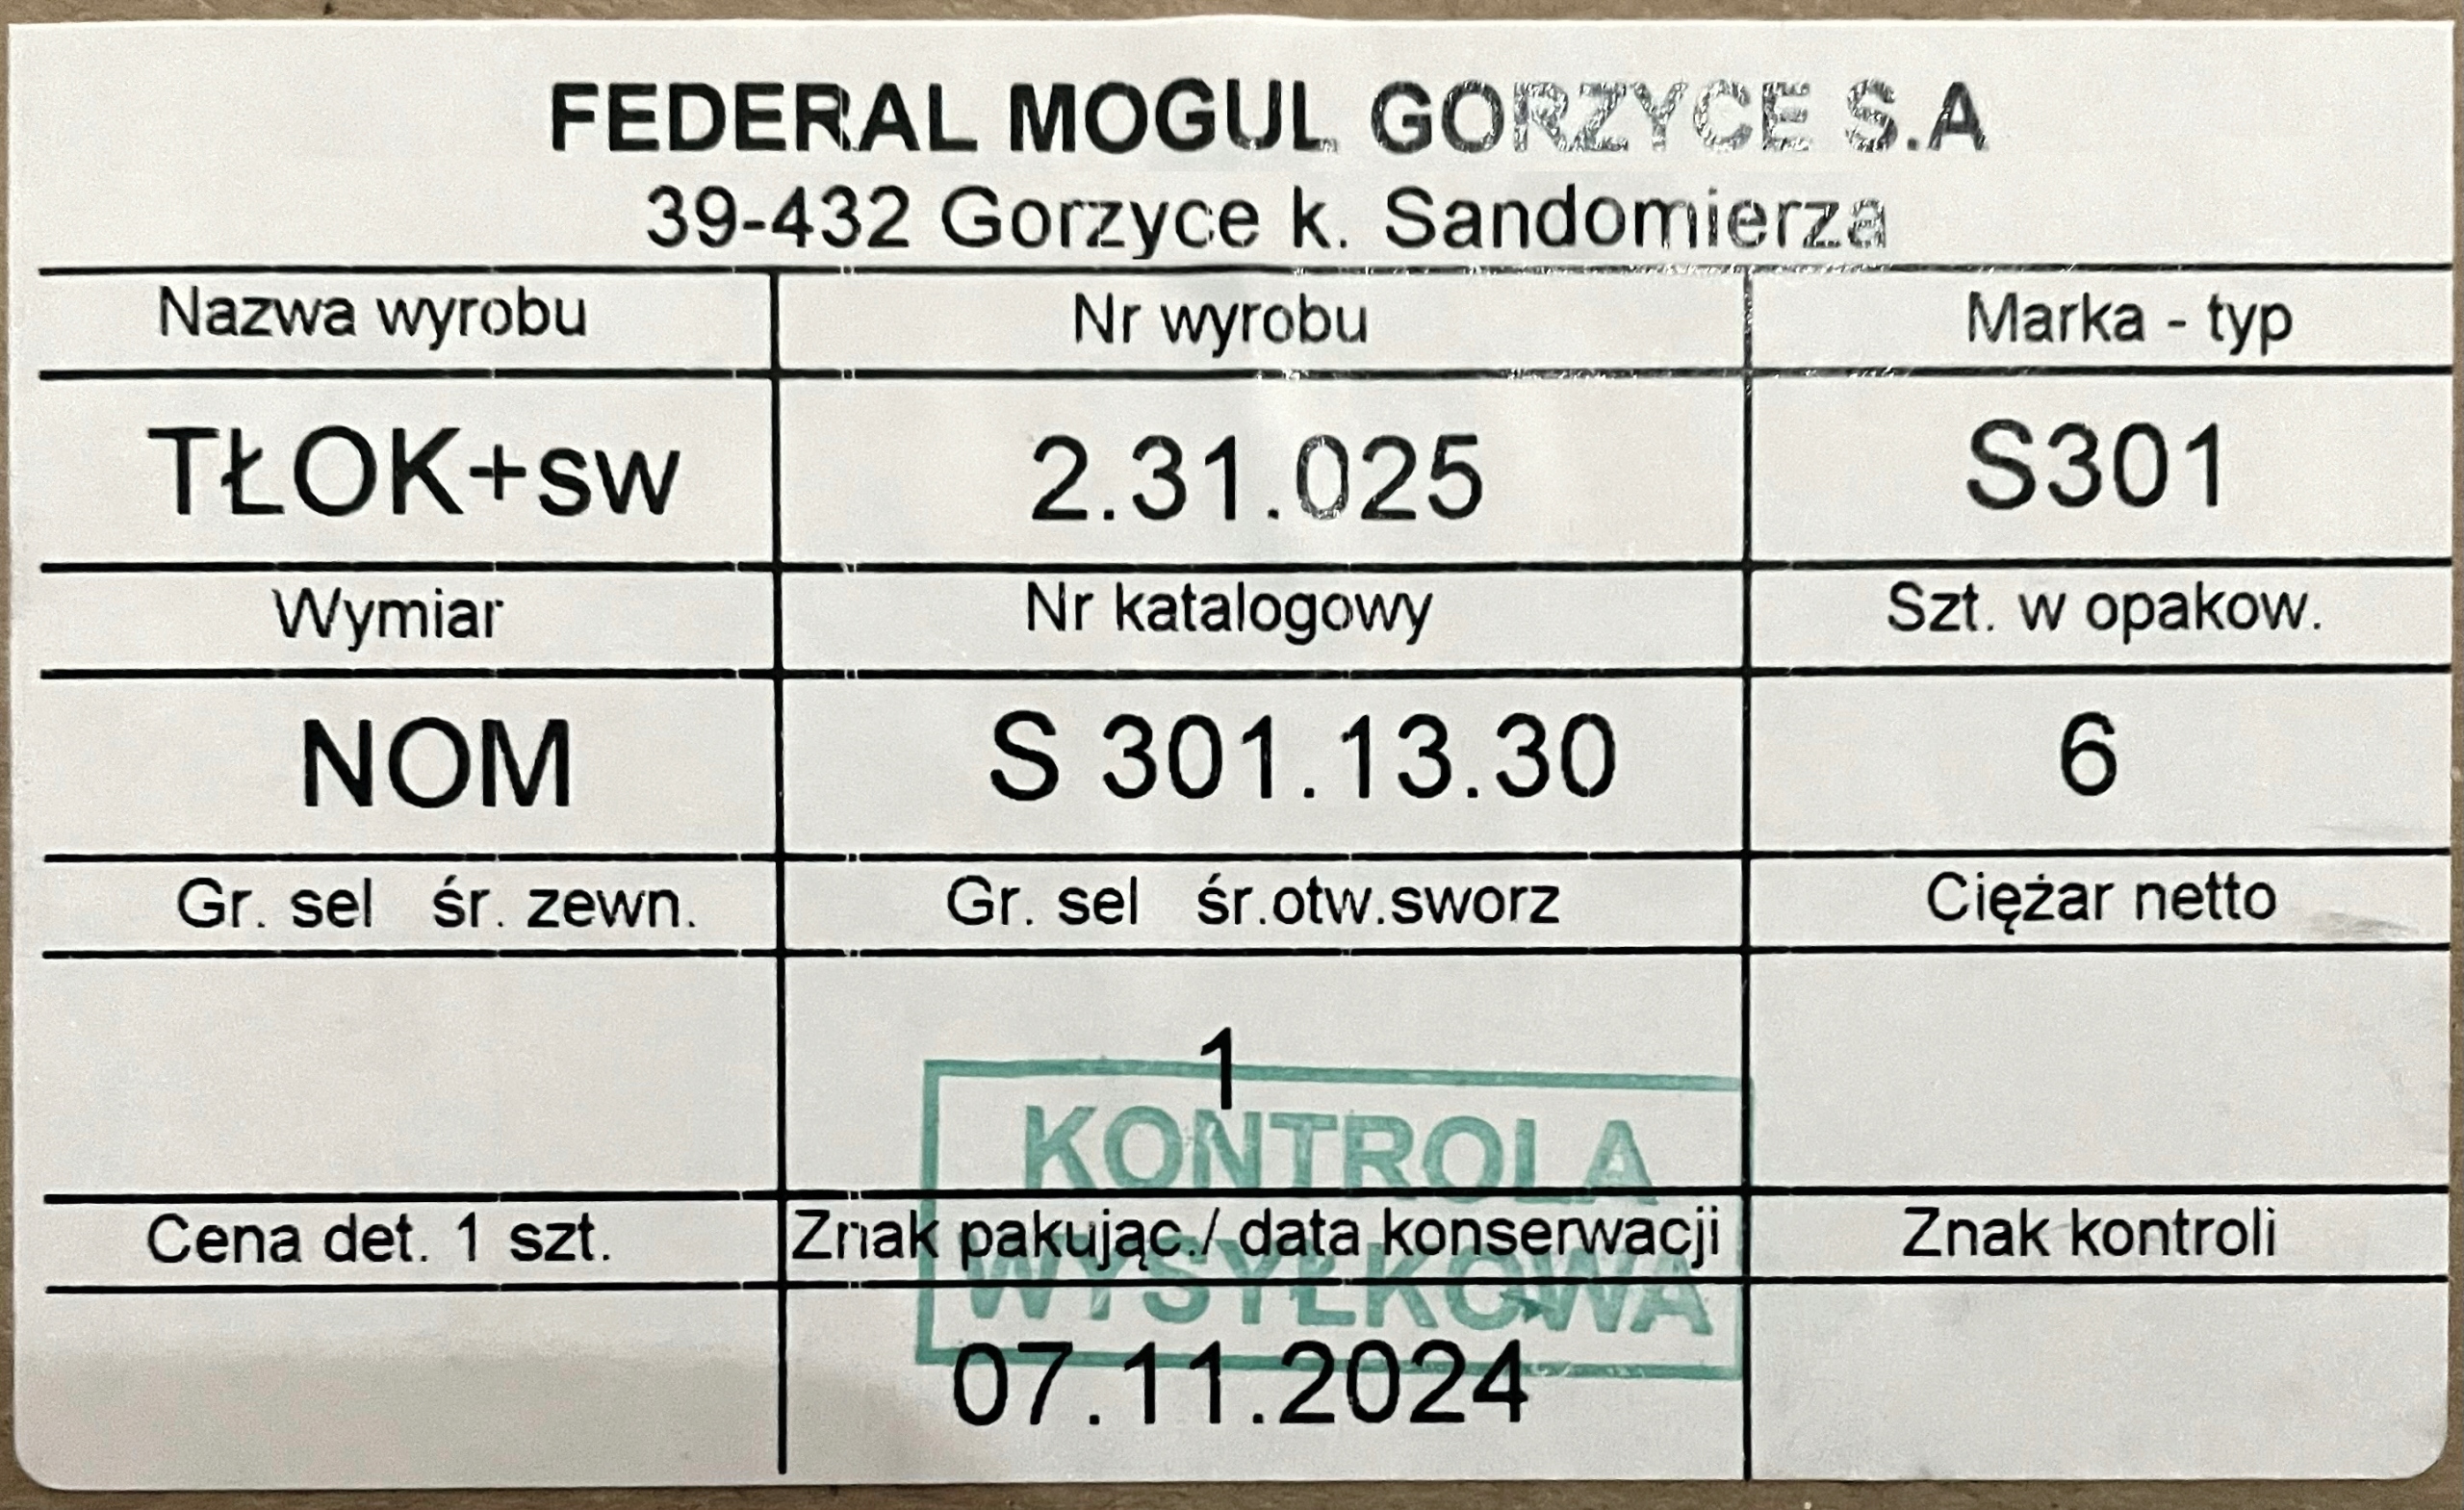 FEDERAL MOGUL GORZYCE S.A
39-432 Gorzyce k. Sandomierza
Nazwa wyrobu Nr wyrobu Marka - typ
TŁOK+sw 2.31.025 S301
Wymiar Nr katalogowy Szt. w opakow.
NOM S 301.13.30 6
Gr. sel śr. zewn. Gr. sel śr.otw.sworz Ciężar netto
1
KONTROLA
Cena det. 1 szt. Znak pakując./ data konserwacji Znak kontroli
WYSYŁKOWA
07.11.2024